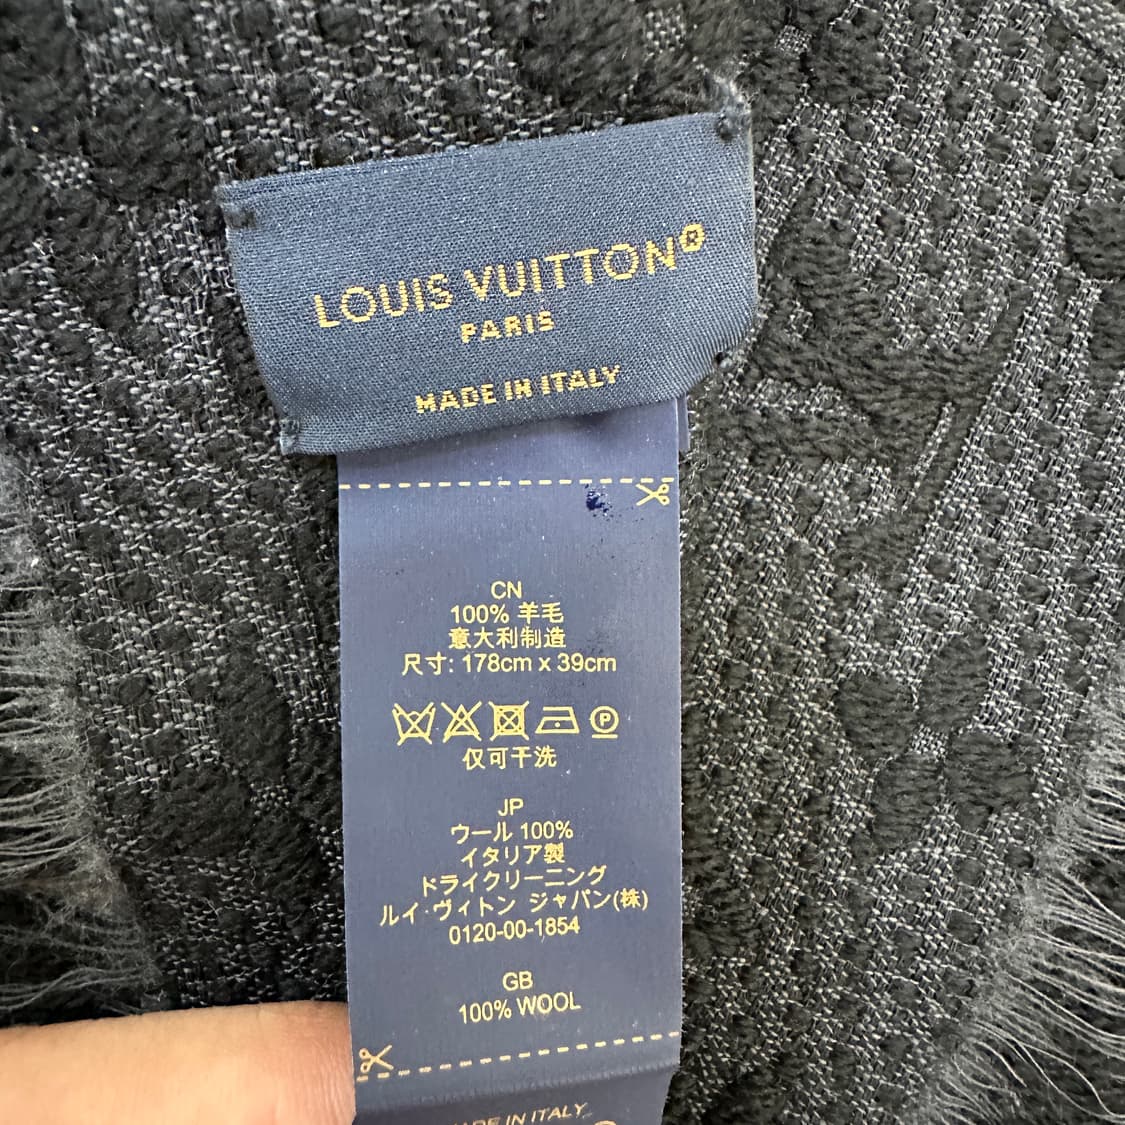 LOUIS VUITTON®
PARIS
MADE IN ITALY
CN
100% 羊毛
意大利制造
尺寸: 178cm x 39cm
P
仅可干洗
JP
ウール 100%
イタリア製
ドライクリーニング
ルイ·ヴィトン ジャパン(株)
0120-00-1854
GB
100% WOOL
MADE IN ITALY